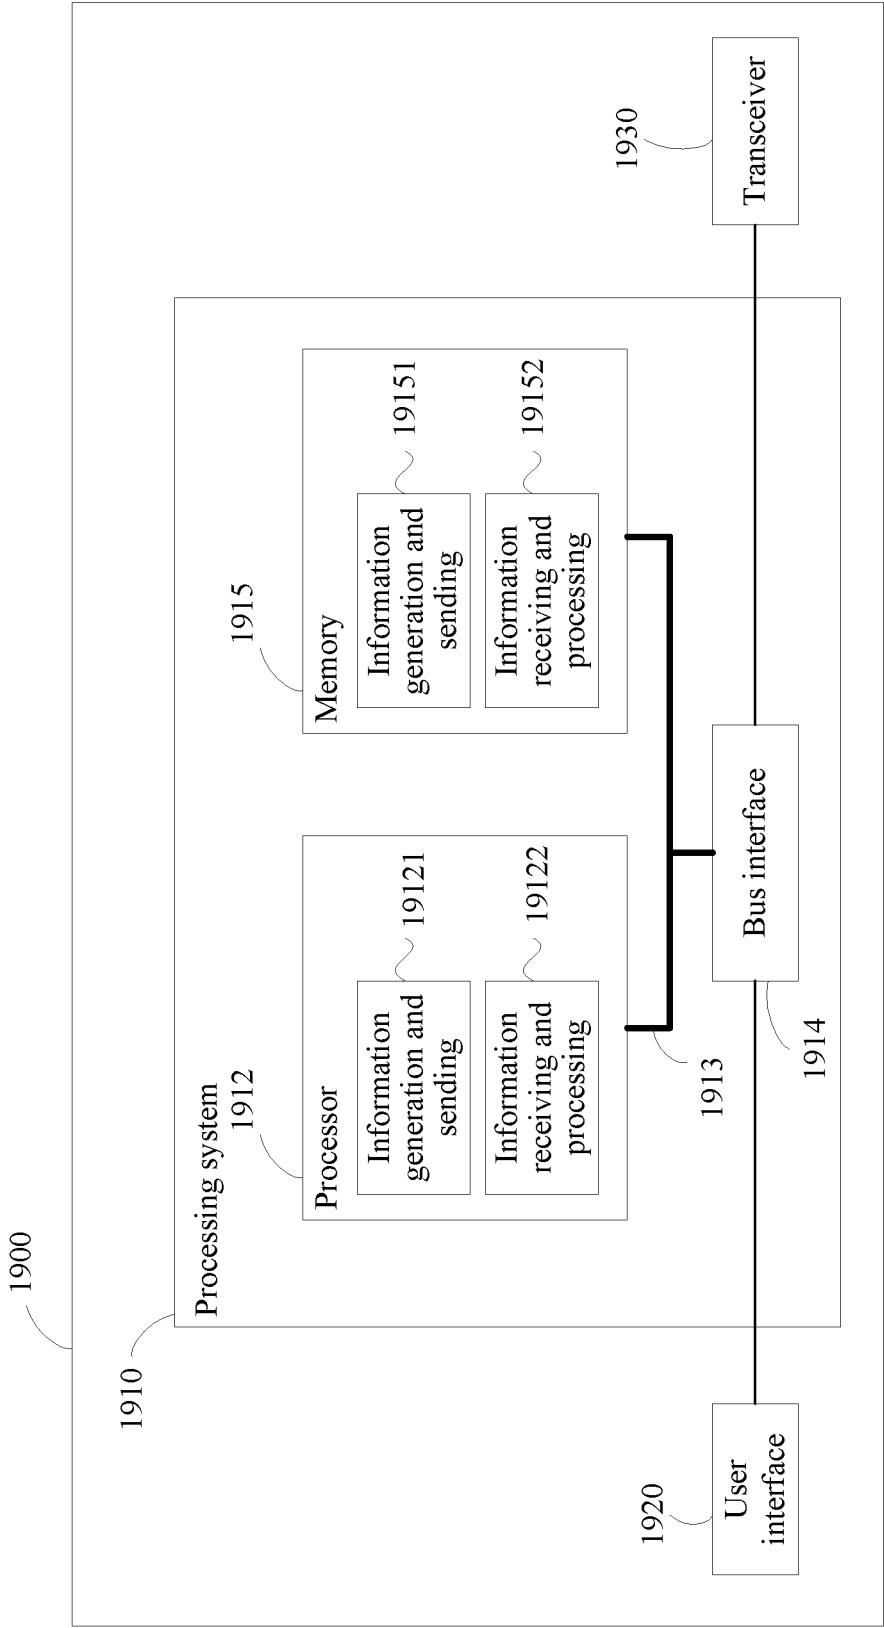 1900
1910
Processing system
1912
Processor
Information
generation and
sending
19121
Information
receiving and
processing
19122
1915
Memory
Information
generation and
sending
19151
Information
receiving and
processing
19152
1913
1920
User
interface
Bus interface
1914
1930
Transceiver